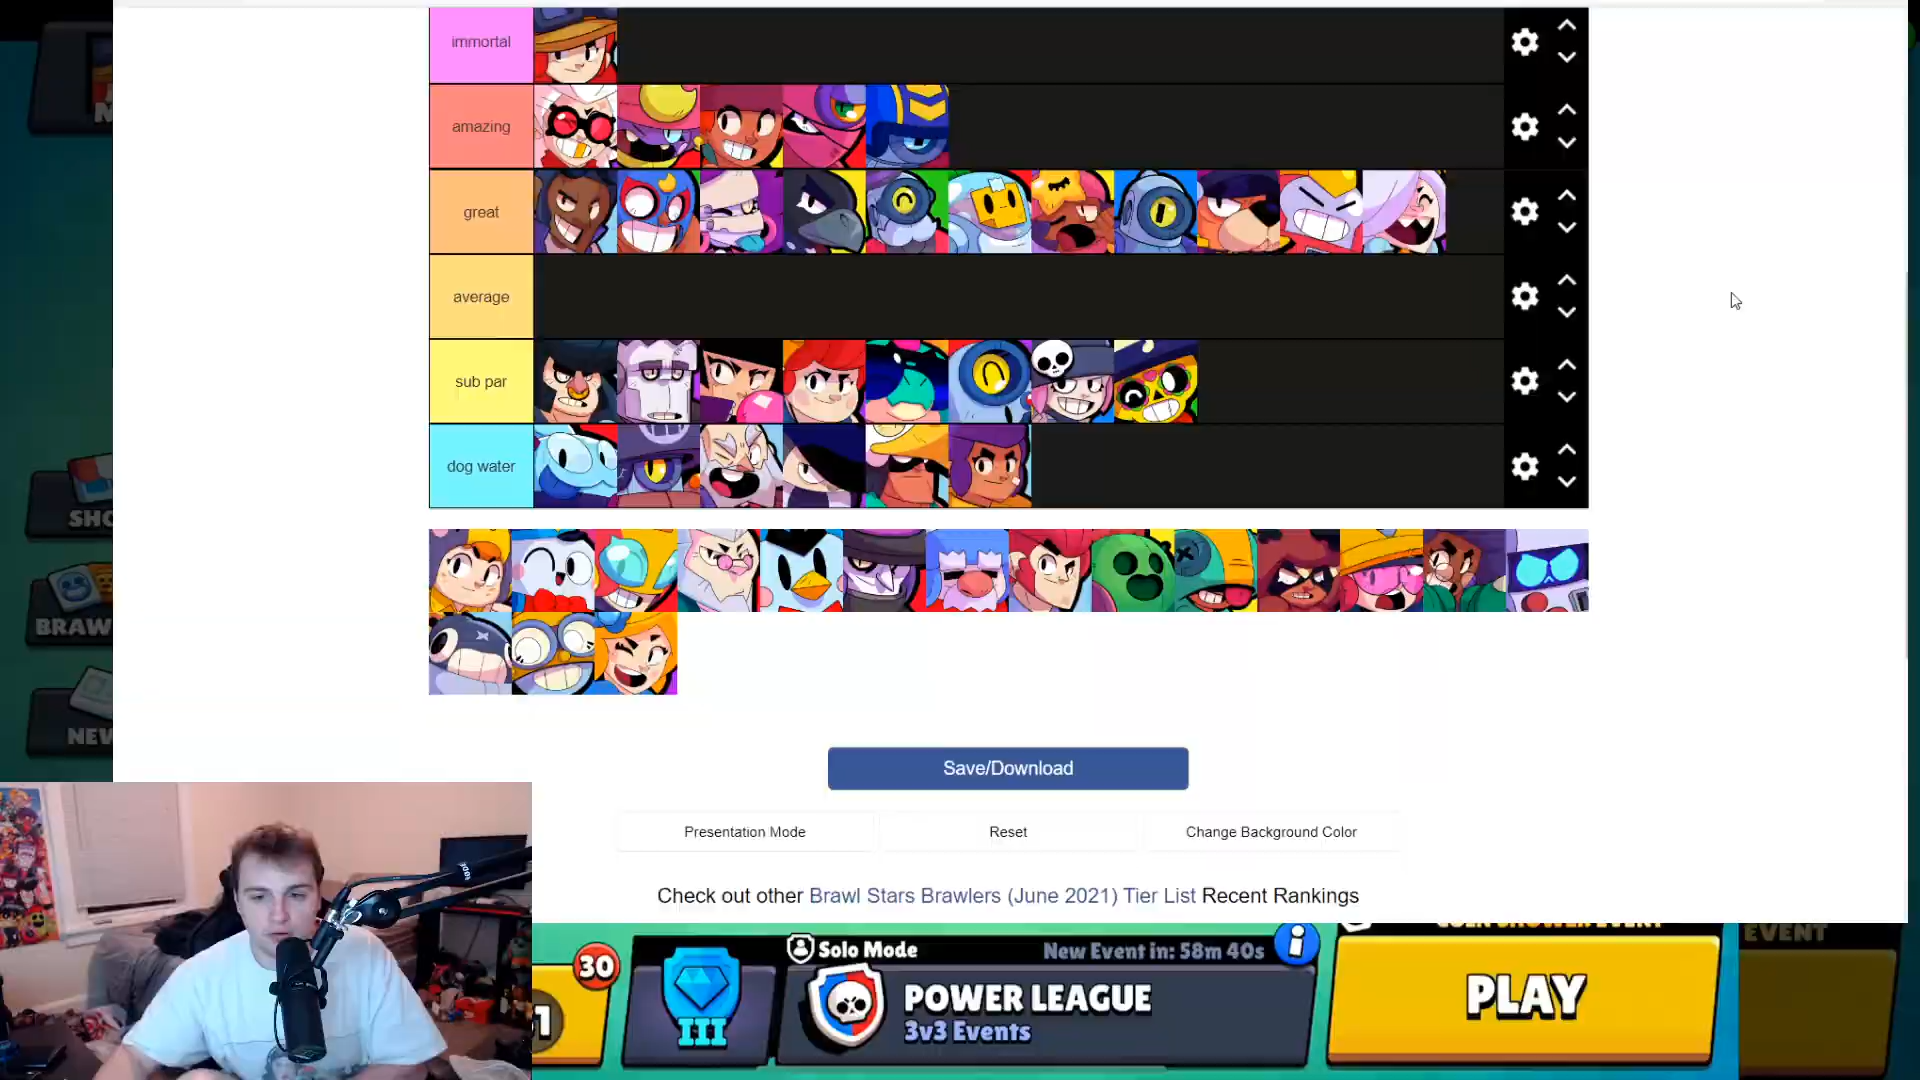 immortal
amazing
great
average
sub par
dog water
SHO
BRAW
NEW
Save/Download
Presentation Mode
Reset
Change Background Color
Check out other Brawl Stars Brawlers (June 2021) Tier List Recent Rankings
30
1
III
Solo Mode
New Event in: 58m 40s
i
POWER LEAGUE
3v3 Events
EVENT
PLAY